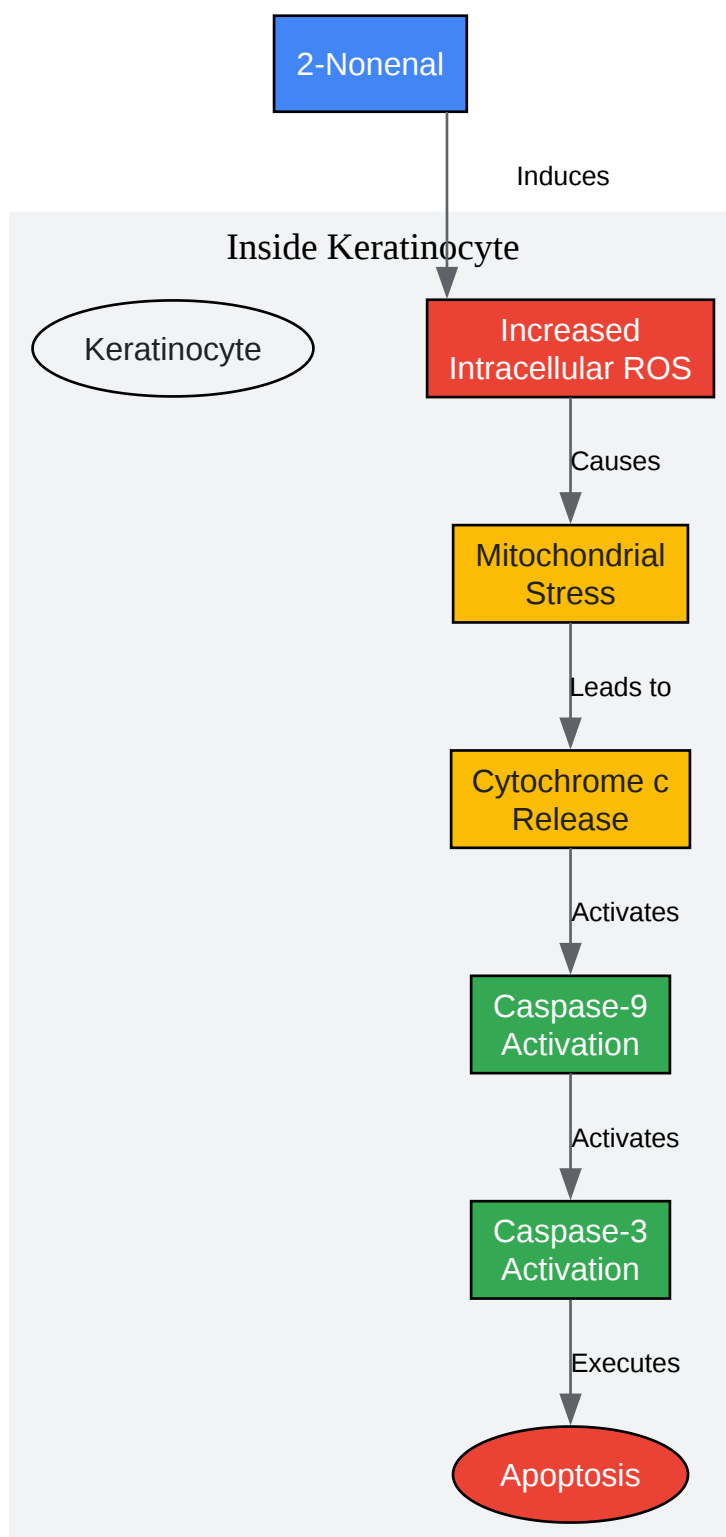 2-Nonenal
Induces
Inside Keratinocyte
Keratinocyte
Increased
Intracellular ROS
Causes
Mitochondrial
Stress
Leads to
Cytochrome c
Release
Activates
Caspase-9
Activation
Activates
Caspase-3
Activation
Executes
Apoptosis